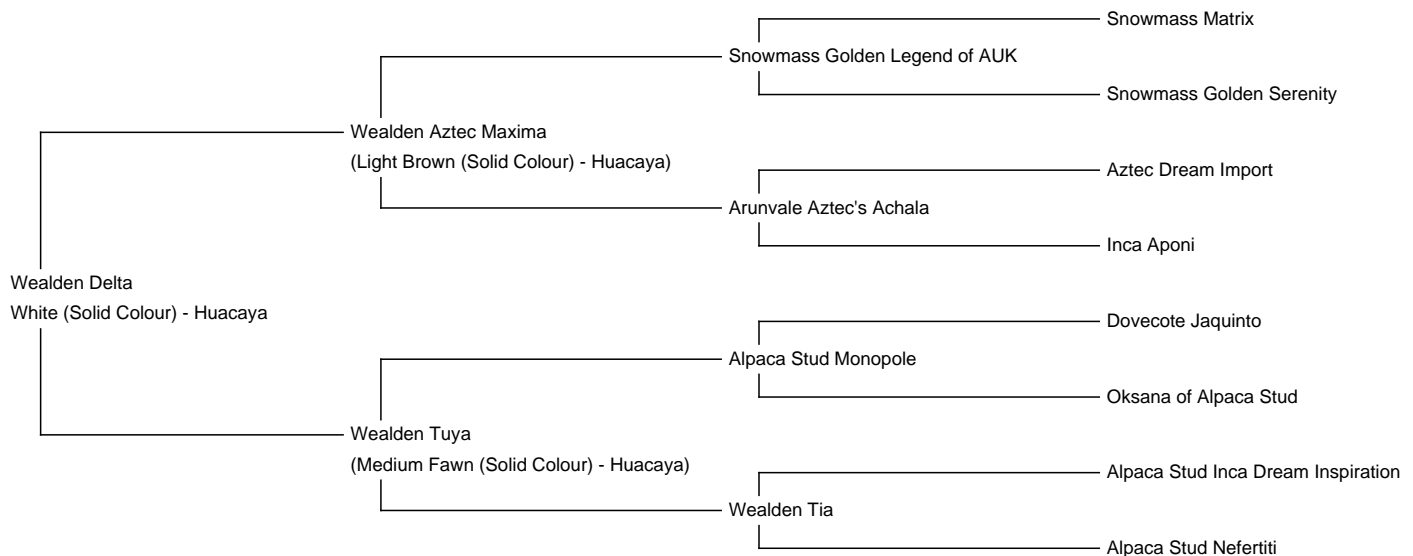 Snowmass Matrix
Snowmass Golden Legend of AUK
Snowmass Golden Serenity
Wealden Aztec Maxima
(Light Brown (Solid Colour) - Huacaya)
Aztec Dream Import
Arunvale Aztec's Achala
Inca Aponi
Wealden Delta
White (Solid Colour) - Huacaya
Dovecote Jaquinto
Alpaca Stud Monopole
Oksana of Alpaca Stud
Wealden Tuya
(Medium Fawn (Solid Colour) - Huacaya)
Alpaca Stud Inca Dream Inspiration
Wealden Tia
Alpaca Stud Nefertiti